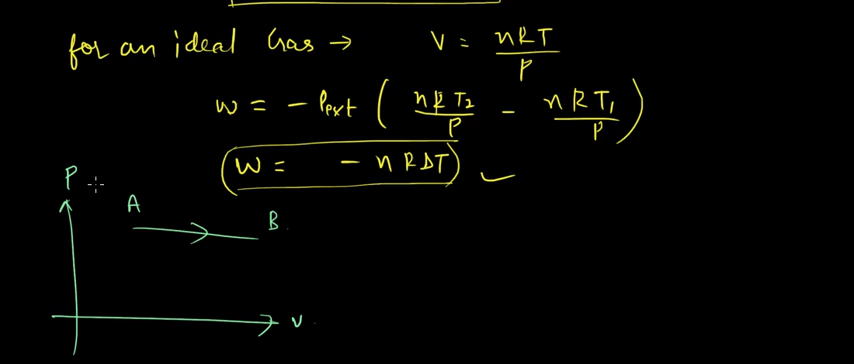 for an ideal Gas → V = nRT / P
W = - Pext ( nRT2 / P - nRT1 / P )
W = - nRΔT
P
A
B
V